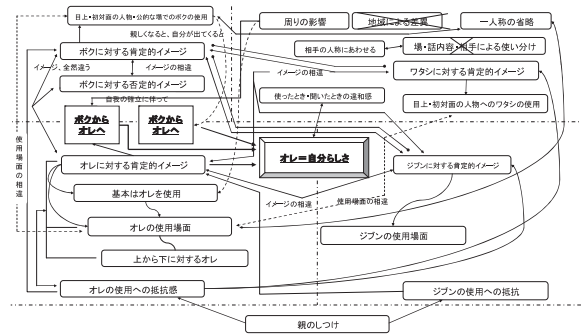 目上・初対面の人物・公的な場でのボクの使用
周りの影響
地域による差異
一人称の省略
親しくなると、自分が出てくると
ボクに対する肯定的イメージ
相手の人称にあわせる
場・話内容・相手による使い分け
イメージ、全然違う
イメージの相違
イメージの相違
ワタシに対する肯定的イメージ
ボクに対する否定的イメージ
使ったとき・聞いたときの違和感
目上・初対面の人物へのワタシの使用
自我の確立に伴って
ボクから
オレへ
ボクから
オレへ
使用場面の相違
オレ＝自分らしさ
オレに対する肯定的イメージ
ジブンに対する肯定的イメージ
基本はオレを使用
イメージの相違
使用場面の相違
オレの使用場面
ジブンの使用場面
上から下に対するオレ
オレの使用への抵抗感
ジブンの使用への抵抗
親のしつけ